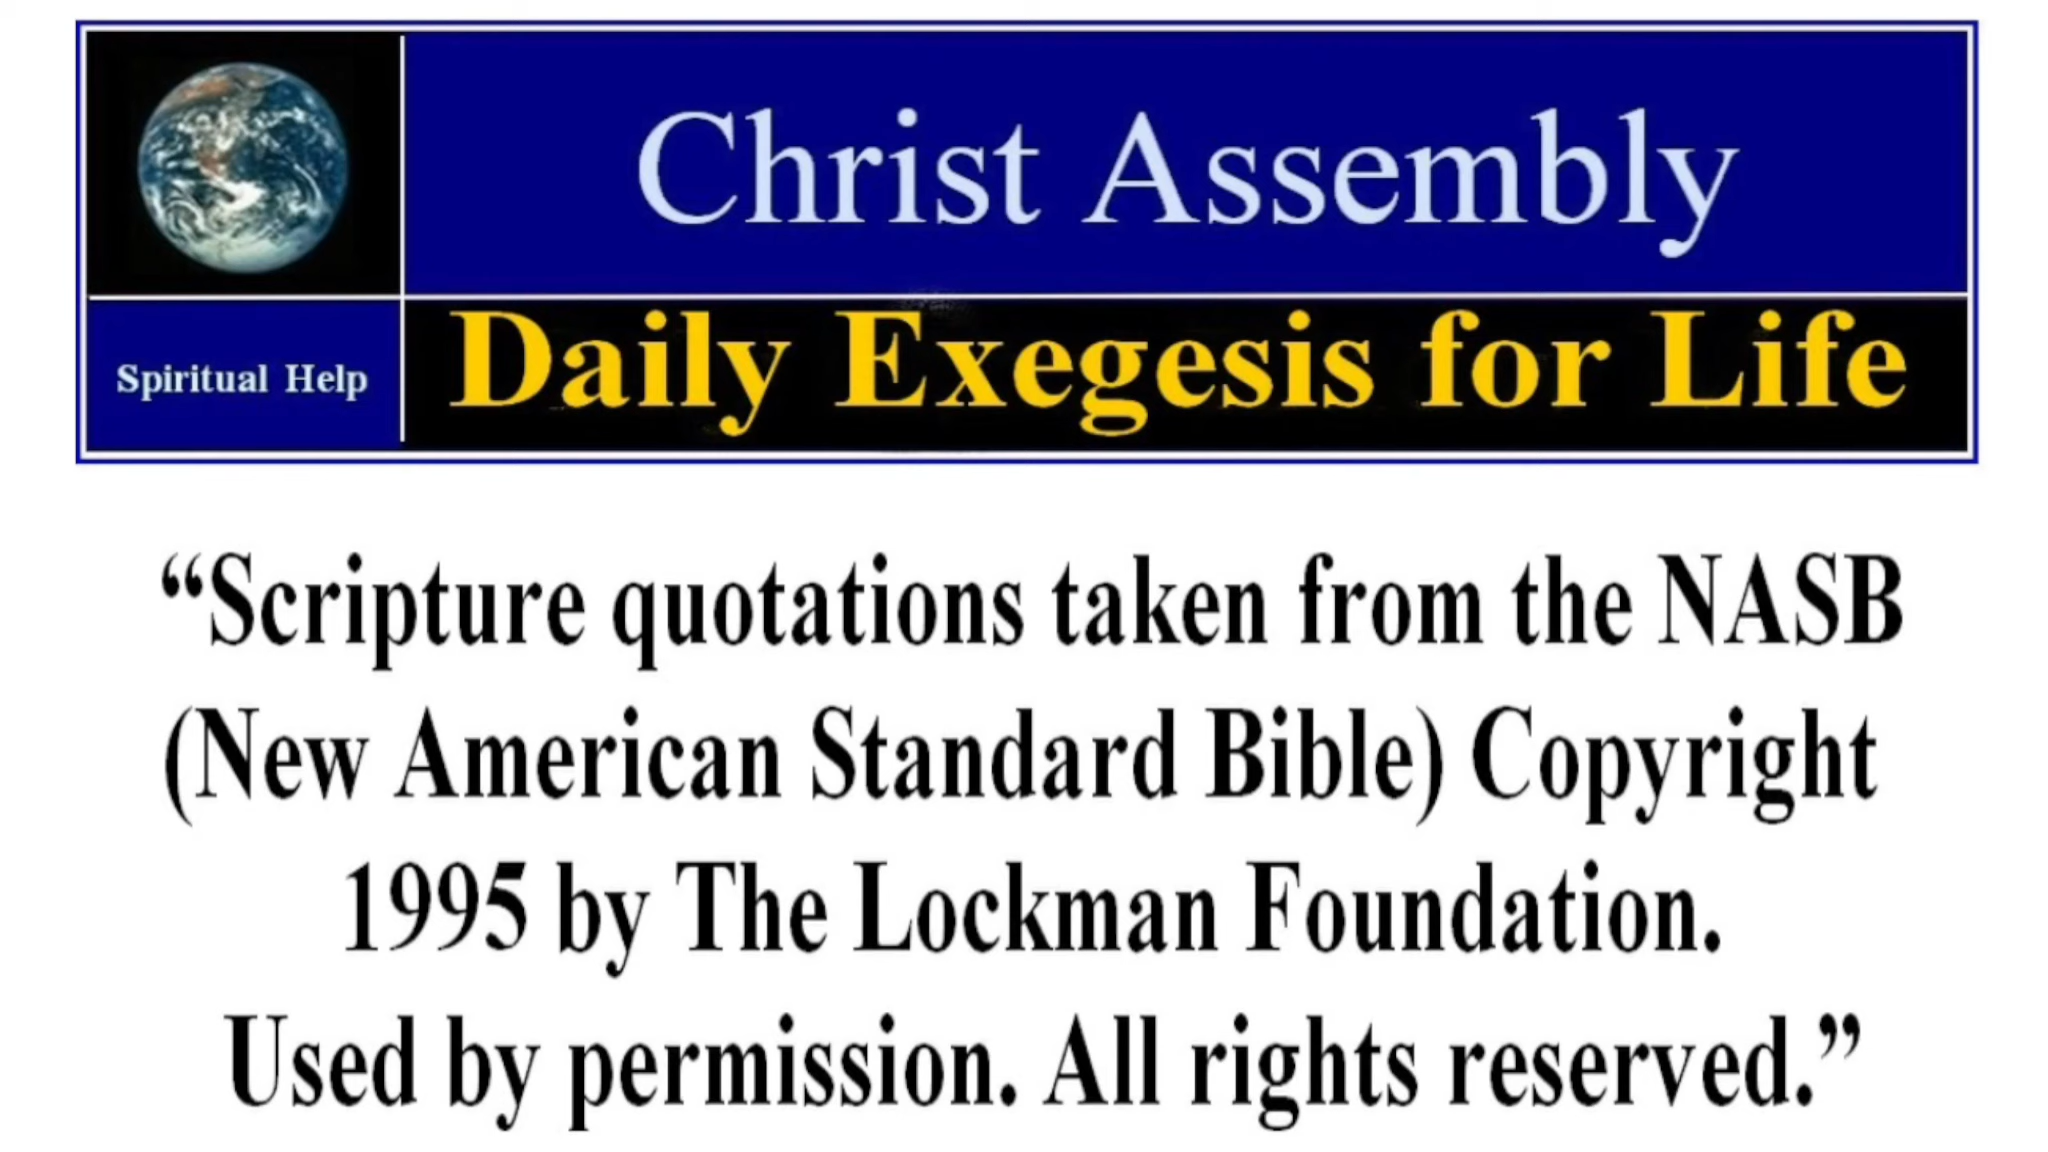 Christ Assembly
Spiritual Help
Daily Exegesis for Life
“Scripture quotations taken from the NASB
(New American Standard Bible) Copyright
1995 by The Lockman Foundation.
Used by permission. All rights reserved.”